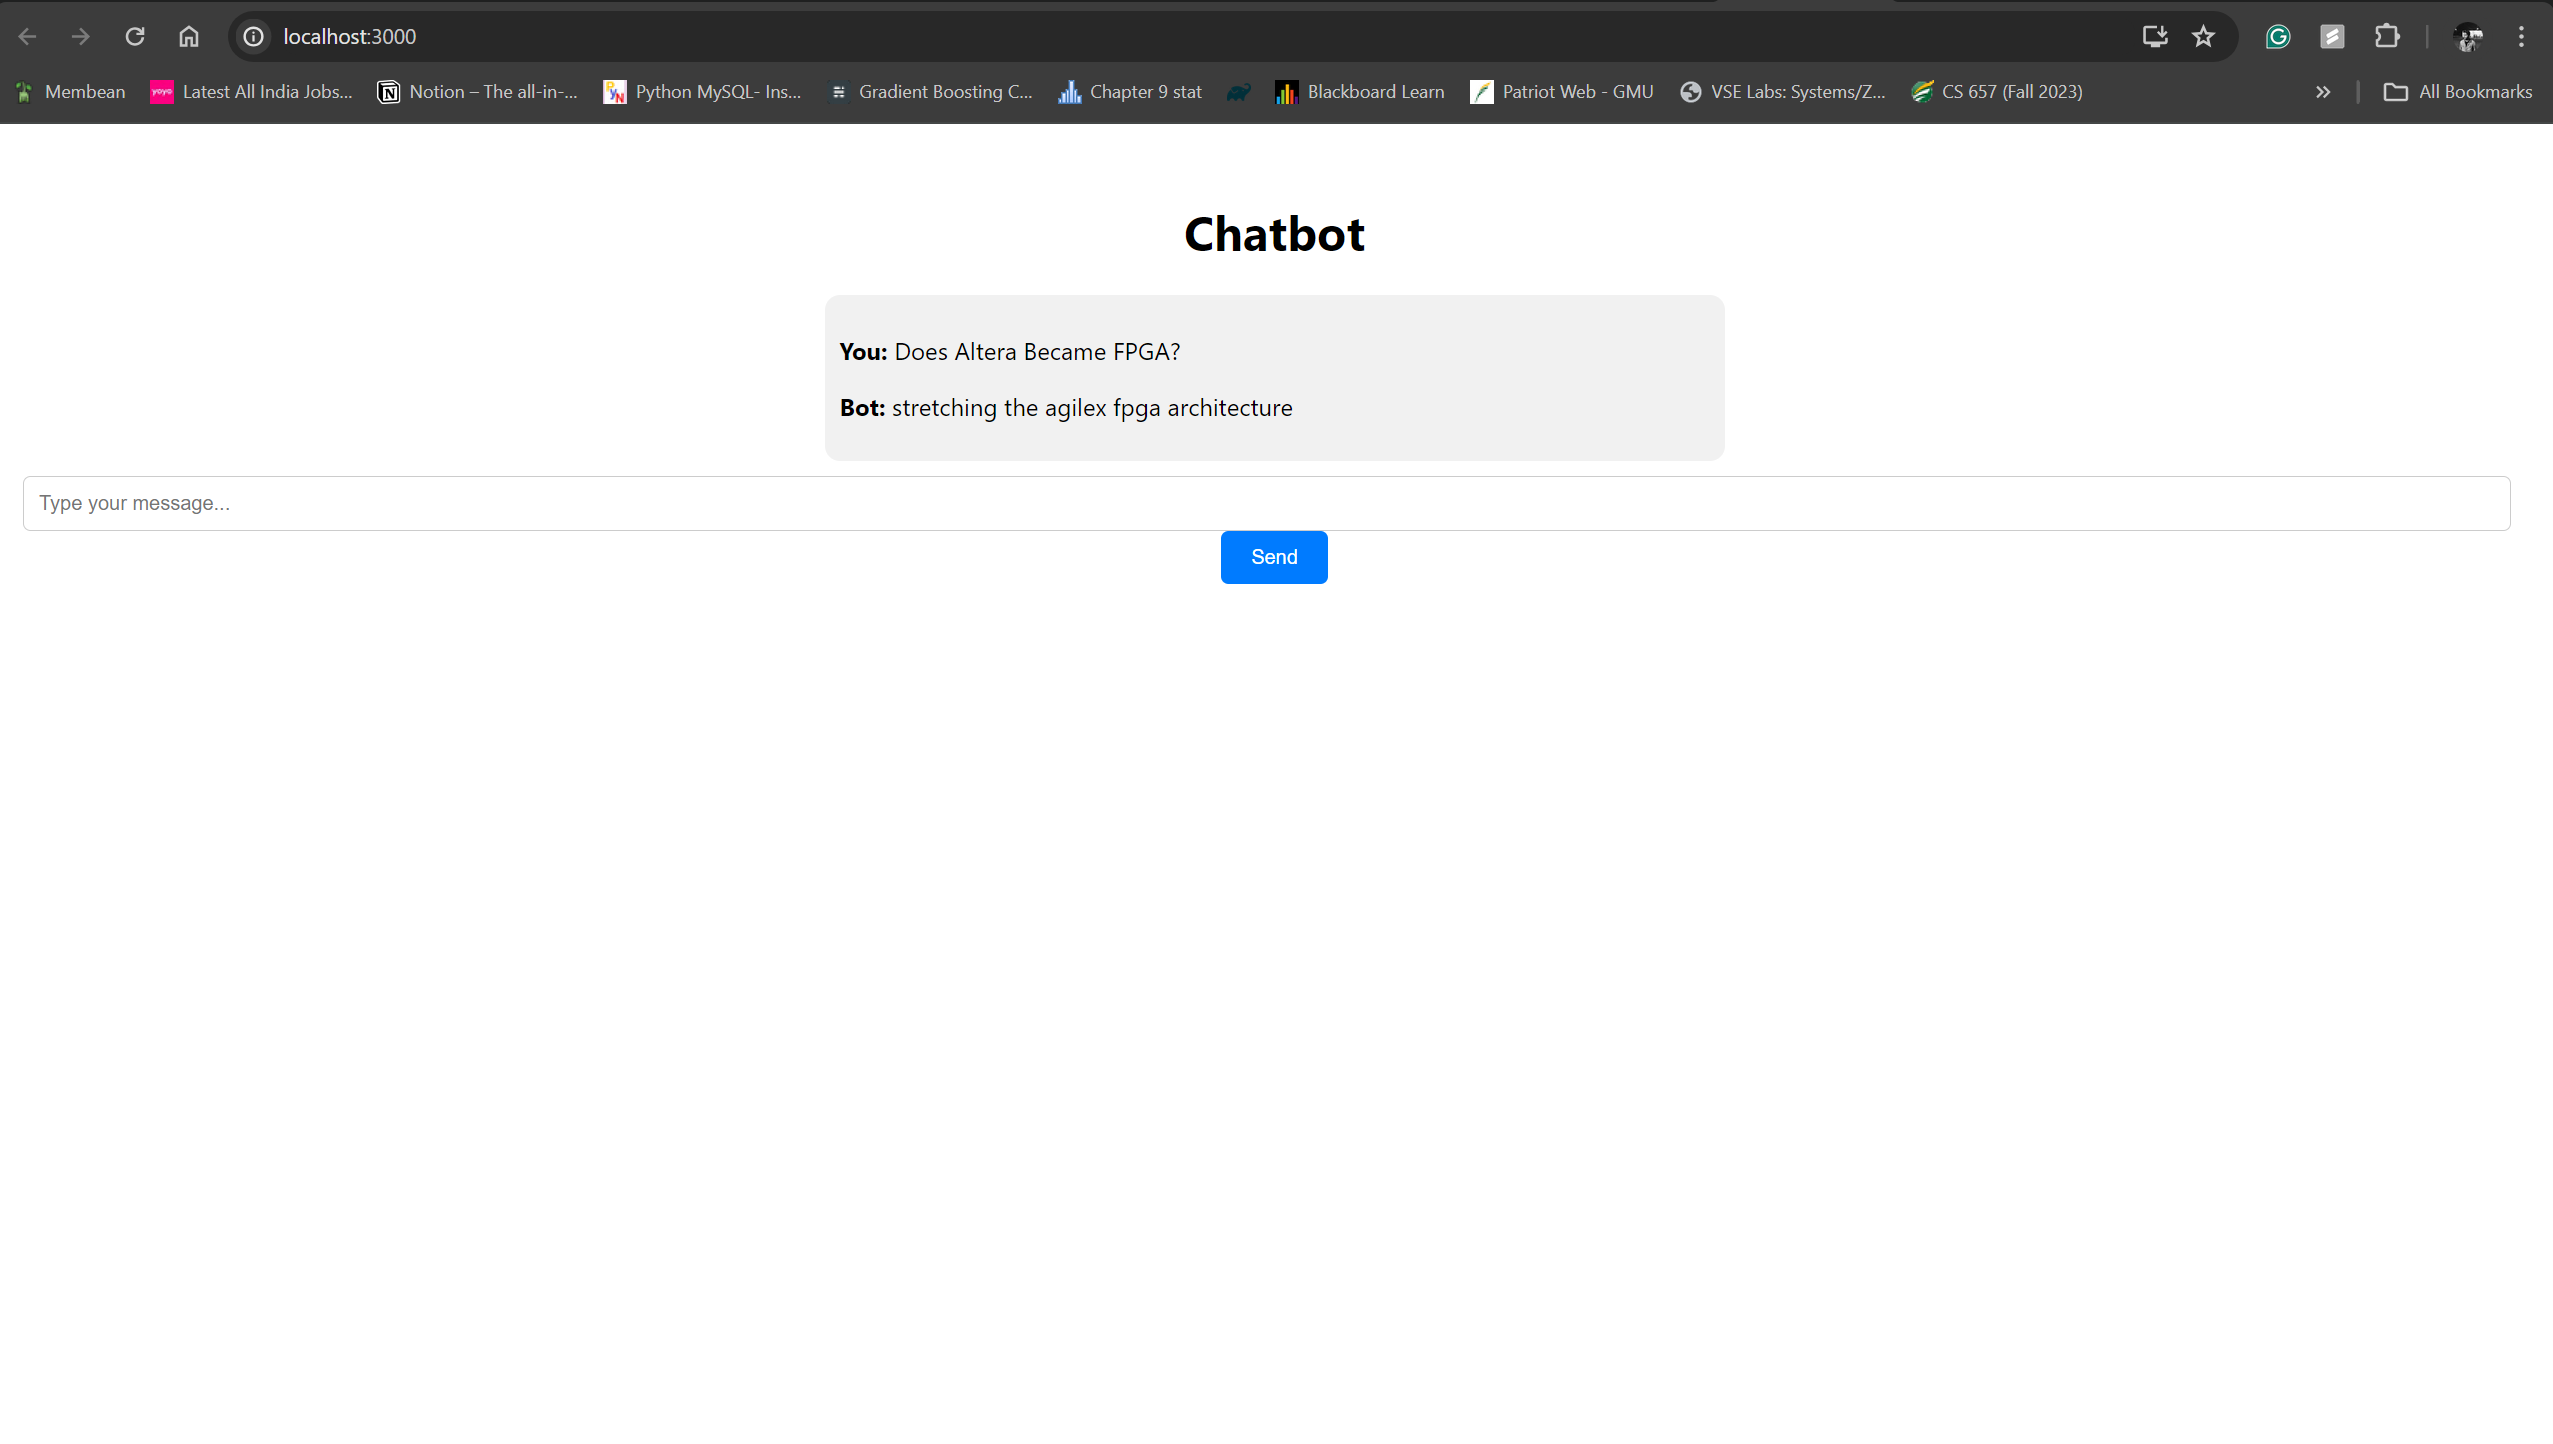 localhost:3000
Membean
yoyo
Latest All India Jobs...
Notion – The all-in-...
Python MySQL- Ins...
Gradient Boosting C...
Chapter 9 stat
Blackboard Learn
Patriot Web - GMU
VSE Labs: Systems/Z...
CS 657 (Fall 2023)
All Bookmarks
Chatbot
You: Does Altera Became FPGA?
Bot: stretching the agilex fpga architecture
Type your message...
Send